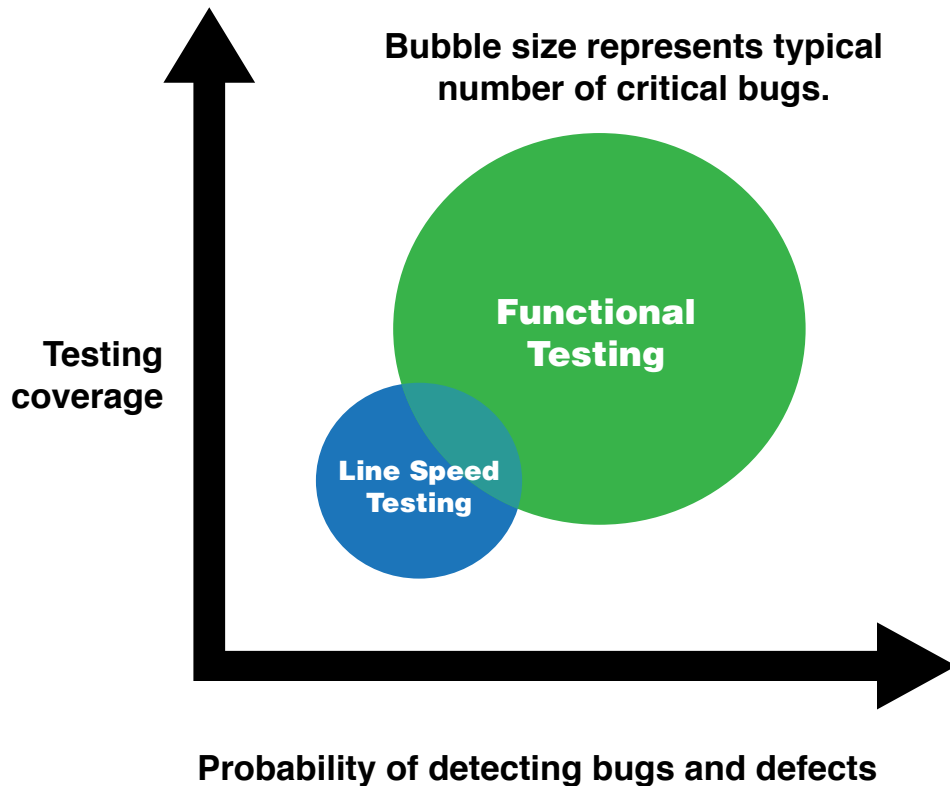 Bubble size represents typical
number of critical bugs.
Functional
Testing
Testing
coverage
Line Speed
Testing
Probability of detecting bugs and defects